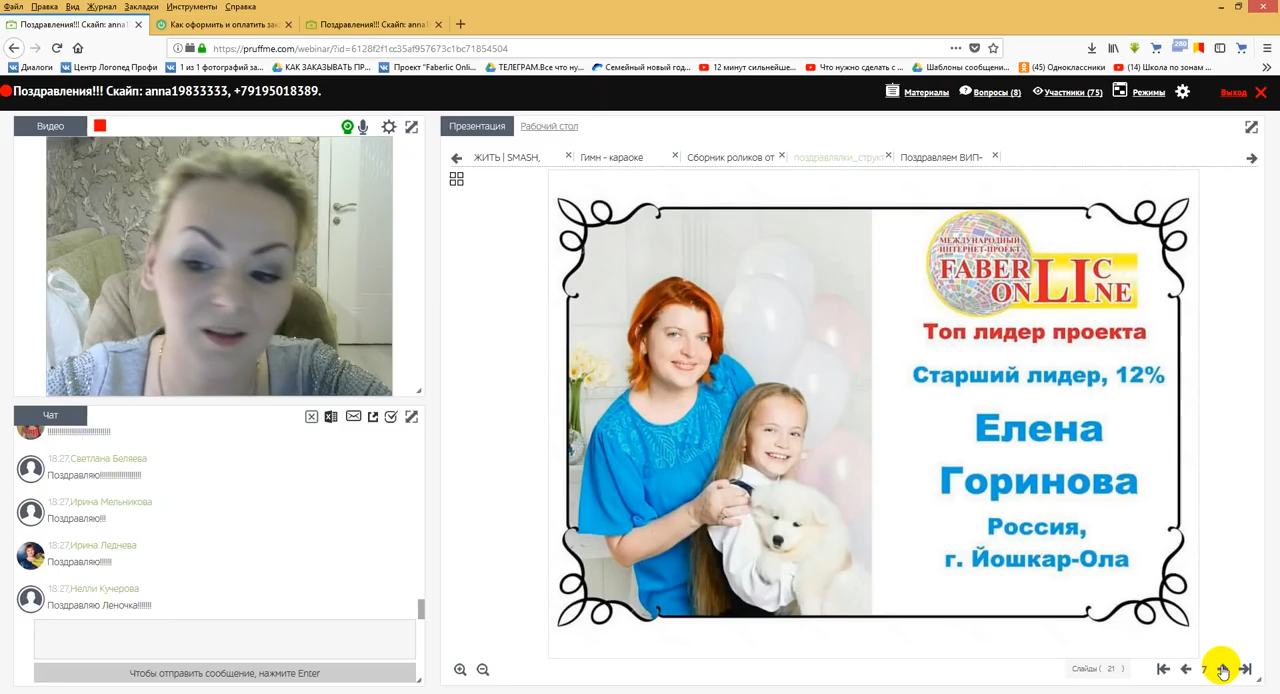 Файл Правка Вид Журнал Закладки Инструменты Справка
Поздравления!!! Скайп: anna1
Как оформить и оплатить зак
Поздравления!!! Скайп: anna1
https://pruffme.com/webinar/?id=6128f2f1cc35af957673c1bc71854504
280
Диалоги
Центр Логопед Профи
1 из 1 фотографий за...
КАК ЗАКАЗЫВАТЬ ПР...
Проект "Faberlic Onli...
ТЕЛЕГРАМ.Все что ну...
Семейный новый год...
12 минут сильнейше...
Что нужно сделать с ...
Шаблоны сообщени...
(45) Одноклассники
(14) Школа по зонам ...
Поздравления!!! Скайп: anna19833333, +79195018389.
Материалы
Вопросы (8)
Участники (75)
Режимы
Выход
Видео
Презентация
Рабочий стол
ЖИТЬ | SMASH,
Гимн - караоке
Сборник роликов от
поздравлялки_структ
Поздравляем ВИП-
МЕЖДУНАРОДНЫЙ
ИНТЕРНЕТ-ПРОЕКТ
FABERLIC
ONLINE
Топ лидер проекта
Старший лидер, 12%
Елена
Горинова
Россия,
г. Йошкар-Ола
Чат
!!!!!!!!!!!!!!!!!!!!!!!!!!!!!!
18:27,Светлана Беляева
Поздравляю!!!!!!!!!!!!!!!!!!!!!!
18:27,Ирина Мельникова
Поздравляю!!!
18:27,Ирина Леднева
Поздравляю!!!!!!
18:27,Нелли Кучерова
Поздравляю Леночка!!!!!!!
Чтобы отправить сообщение, нажмите Enter
Слайды ( 21 )
7